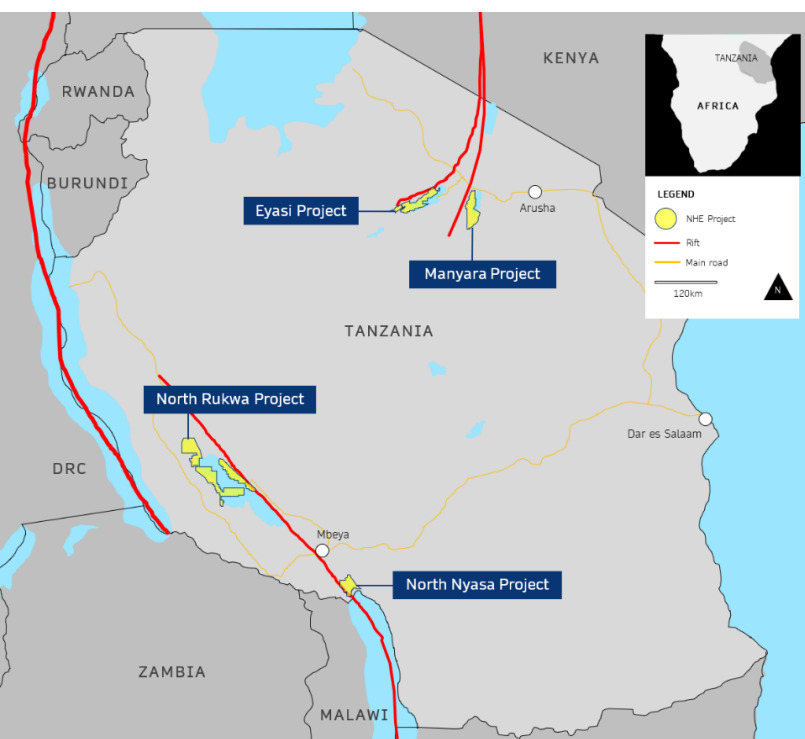 KENYA
TANZANIA
AFRICA
RWANDA
BURUNDI
Eyasi Project
Arusha
Manyara Project
LEGEND
NHE Project
Rift
Main road
120km
N
TANZANIA
North Rukwa Project
Dar es Salaam
DRC
Mbeya
North Nyasa Project
ZAMBIA
MALAWI